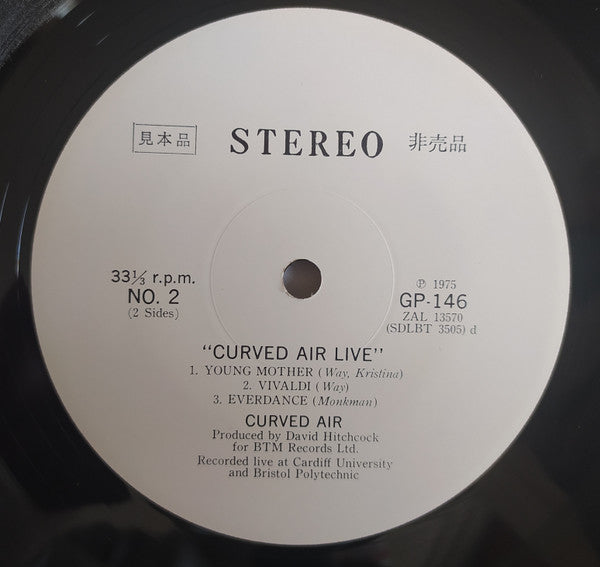 見本品 STEREO 非売品
33⅓ r.p.m.
NO. 2
(2 Sides)
℗ 1975
GP-146
ZAL 13570
(SDLBT 3505) d
"CURVED AIR LIVE"
1. YOUNG MOTHER (Way, Kristina)
2. VIVALDI (Way)
3. EVERDANCE (Monkman)
CURVED AIR
Produced by David Hitchcock
for BTM Records Ltd.
Recorded live at Cardiff University
and Bristol Polytechnic